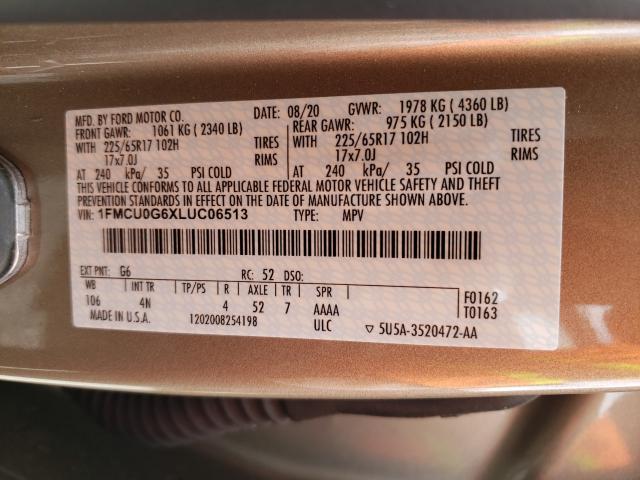 MFD. BY FORD MOTOR CO. DATE: 08/20 GVWR: 1978 KG ( 4360 LB)
FRONT GAWR: 1061 KG ( 2340 LB) REAR GAWR: 975 KG ( 2150 LB)
WITH 225/65R17 102H TIRES WITH 225/65R17 102H TIRES
17x7.0J RIMS 17x7.0J RIMS
AT 240 kPa/ 35 PSI COLD AT 240 kPa/ 35 PSI COLD
THIS VEHICLE CONFORMS TO ALL APPLICABLE FEDERAL MOTOR VEHICLE SAFETY AND THEFT
PREVENTION STANDARDS IN EFFECT ON THE DATE OF MANUFACTURE SHOWN ABOVE.
VIN: 1FMCU0G6XLUC06513 TYPE: MPV
EXT PNT: G6 RC: 52 DSO:
WB INT TR TP/PS R AXLE TR SPR F0162
106 4N 4 52 7 AAAA T0163
MADE IN U.S.A. 1202008254198 ULC ▽ 5U5A-3520472-AA